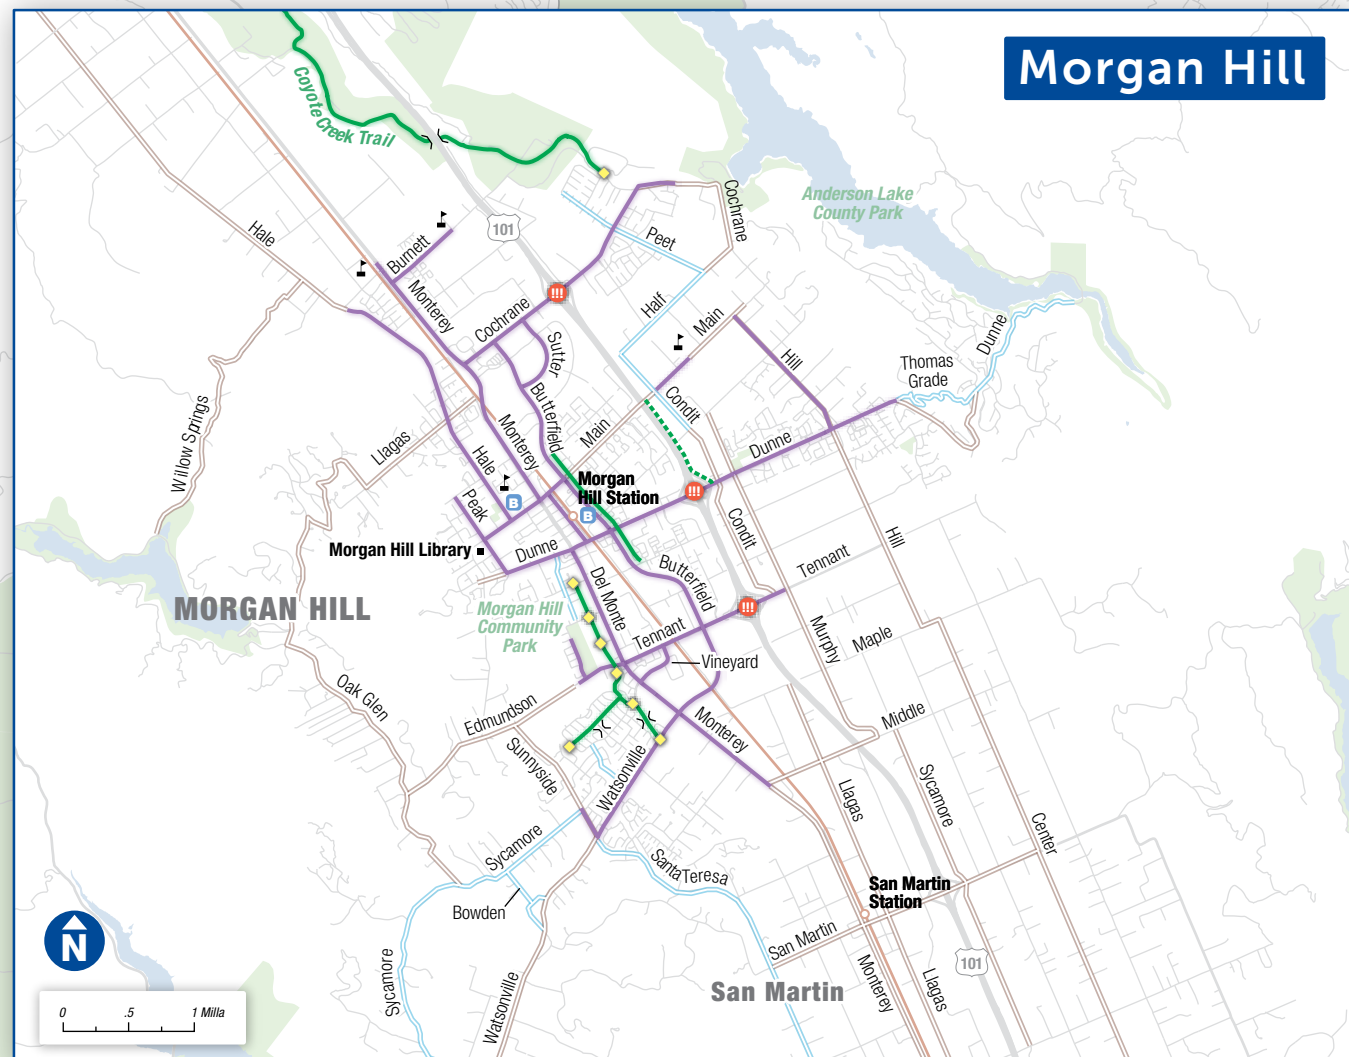 Morgan Hill
Coyote Creek Trail
Anderson Lake
County Park
Cochrane
101
Peet
Hale
Burnett
Monterey
Cochrane
Half
Main
Sutter
Hill
Dunne
Thomas
Grade
Willow Springs
Llagas
Butterfield
Condit
Monterey
Main
Hale
Dunne
Peak
B
Morgan
Hill Station
B
!!!
!!!
!!!
Condit
Hill
Morgan Hill Library
Dunne
Tennant
Butterfield
MORGAN HILL
Del Monte
Morgan Hill
Community
Park
Tennant
Murphy
Maple
Vineyard
Oak Glen
Edmundson
Monterey
Middle
Sunnyside
Watsonville
Llagas
Sycamore
Center
Sycamore
Santa Teresa
San Martin
Station
Bowden
San Martin
N
101
Sycamore
Watsonville
San Martin
Monterey
Llagas
0 .5 1 Milla